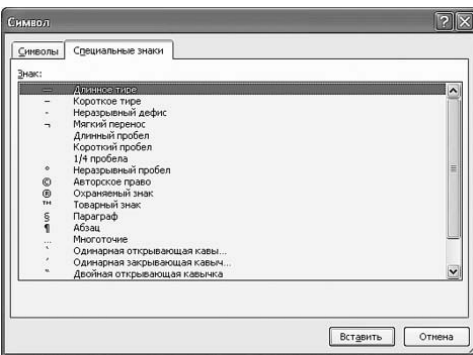 Символ
Символы Специальные знаки
Знак:
— Длинное тире
– Короткое тире
- Неразрывный дефис
¬ Мягкий перенос
Длинный пробел
Короткий пробел
1/4 пробела
° Неразрывный пробел
© Авторское право
® Охраняемый знак
™ Товарный знак
§ Параграф
¶ Абзац
… Многоточие
‘ Одинарная открывающая кавы...
’ Одинарная закрывающая кавыч...
“ Двойная открывающая кавычка
Вставить Отмена